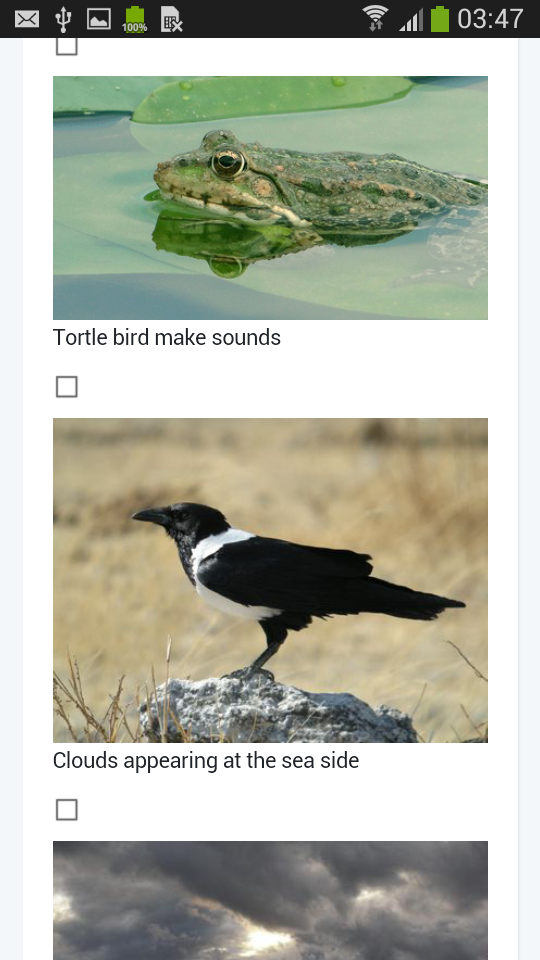 100%
03:47
Tortle bird make sounds
Clouds appearing at the sea side